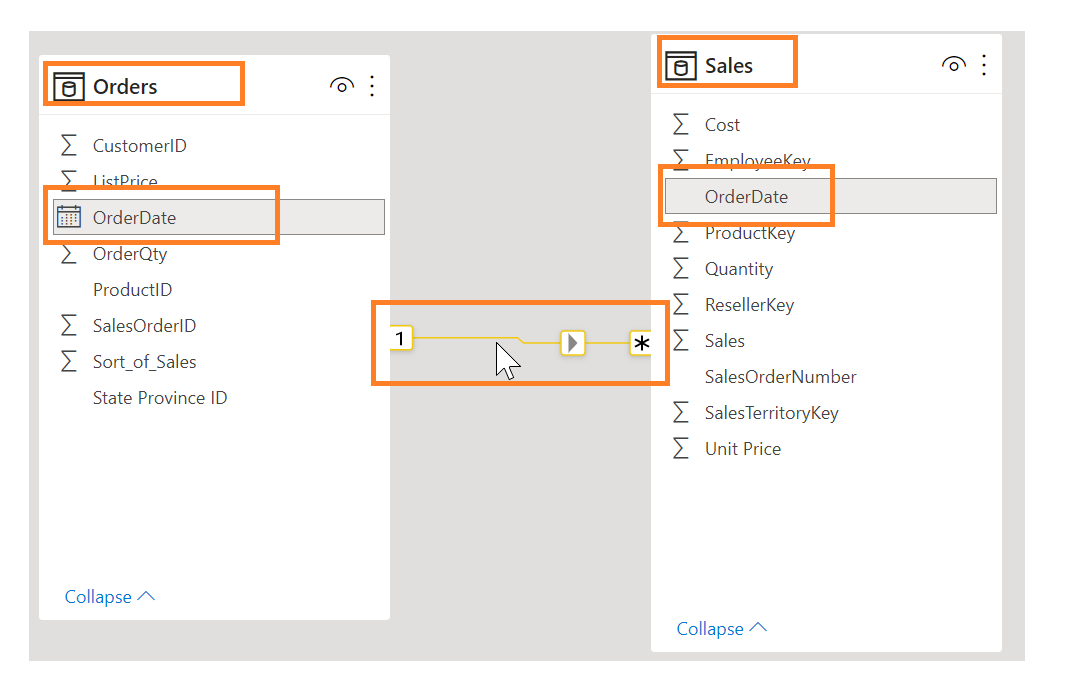 Orders
CustomerID
ListPrice
OrderDate
OrderQty
ProductID
SalesOrderID
Sort_of_Sales
State Province ID
Collapse
1
*
Sales
Cost
EmployeeKey
OrderDate
ProductKey
Quantity
ResellerKey
Sales
SalesOrderNumber
SalesTerritoryKey
Unit Price
Collapse